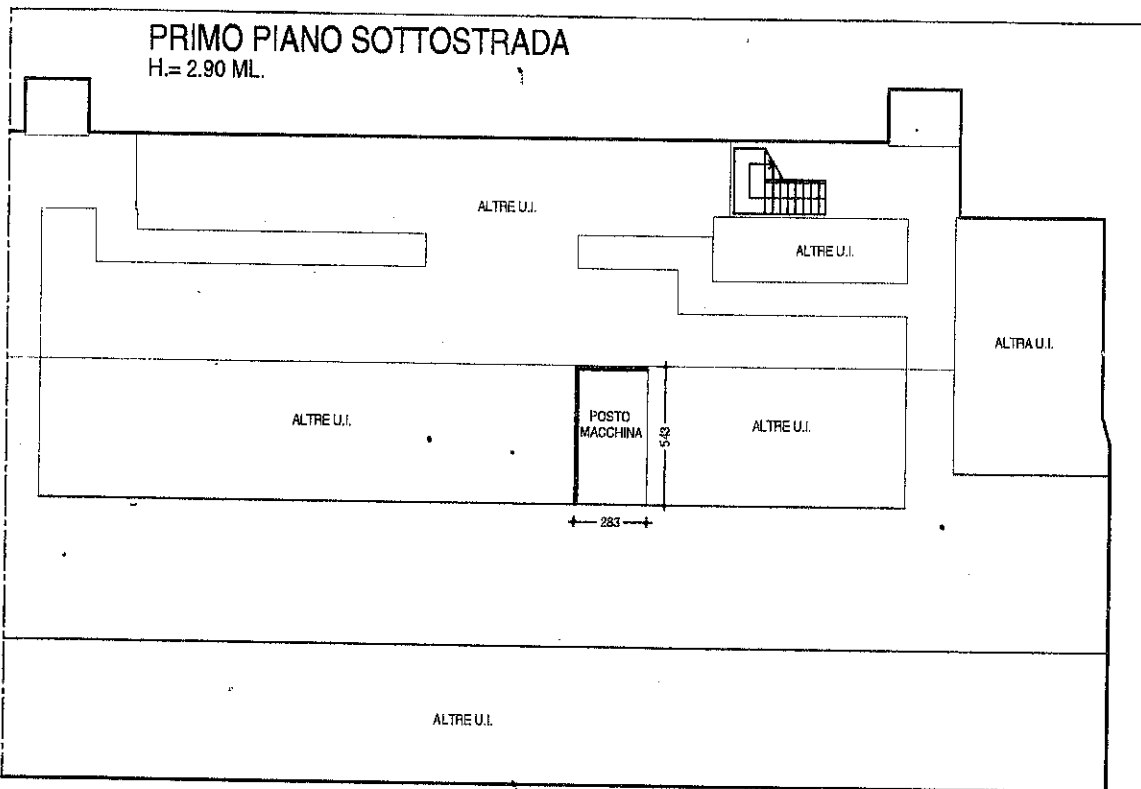 PRIMO PIANO SOTTOSTRADA
H.= 2.90 ML.
ALTRE U.I.
ALTRE U.I.
ALTRA U.I.
ALTRE U.I.
POSTO
MACCHINA
543
ALTRE U.I.
283
ALTRE U.I.